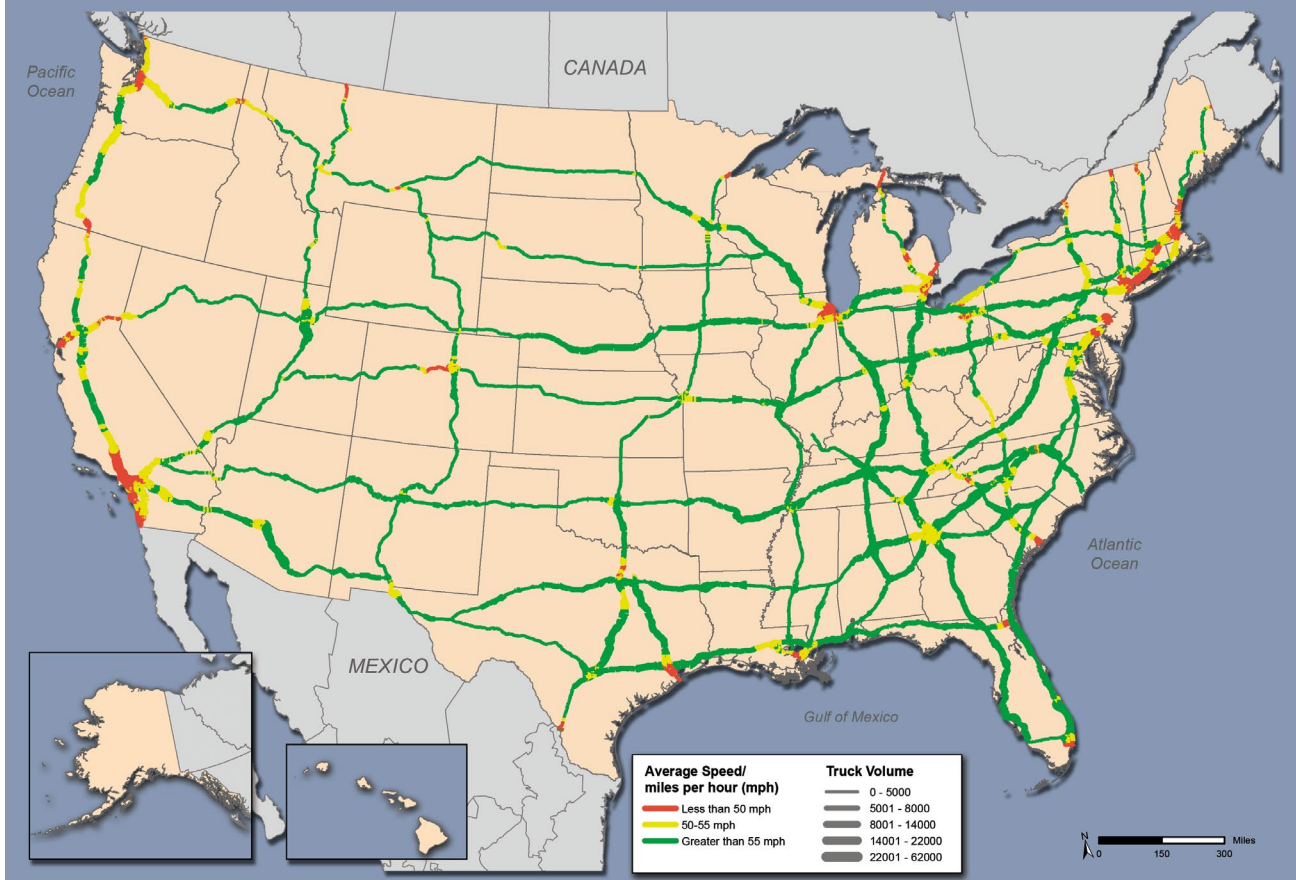 Pacific
Ocean
CANADA
Atlantic
Ocean
MEXICO
Gulf of Mexico
Average Speed/
miles per hour (mph)
Less than 50 mph
50-55 mph
Greater than 55 mph
Truck Volume
0 - 5000
5001 - 8000
8001 - 14000
14001 - 22000
22001 - 62000
N
Miles
0 150 300